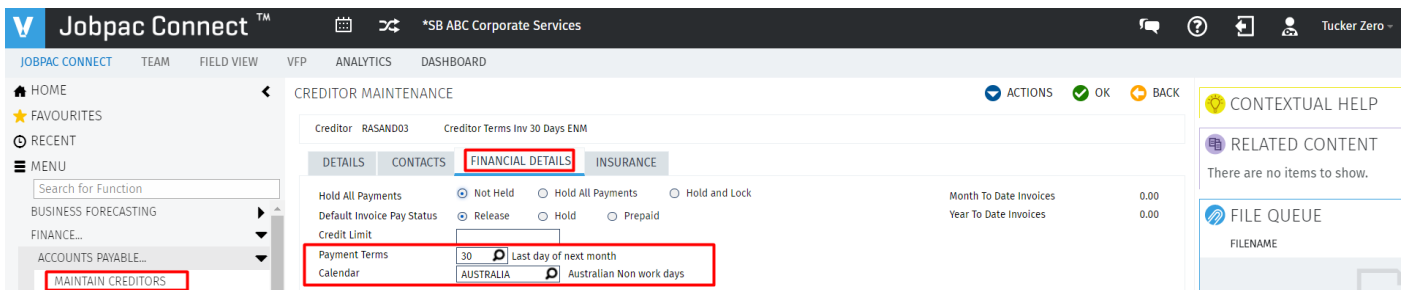 V Jobpac Connect ™ *SB ABC Corporate Services Tucker Zero
JOBPAC CONNECT TEAM FIELD VIEW VFP ANALYTICS DASHBOARD
HOME
FAVOURITES
RECENT
MENU
Search for Function
BUSINESS FORECASTING
FINANCE...
ACCOUNTS PAYABLE...
MAINTAIN CREDITORS
CREDITOR MAINTENANCE ACTIONS OK BACK
Creditor RASAND03 Creditor Terms Inv 30 Days ENM
DETAILS CONTACTS FINANCIAL DETAILS INSURANCE
Hold All Payments Not Held Hold All Payments Hold and Lock Month To Date Invoices 0.00
Default Invoice Pay Status Release Hold Prepaid Year To Date Invoices 0.00
Credit Limit
Payment Terms 30 Last day of next month
Calendar AUSTRALIA Australian Non work days
CONTEXTUAL HELP
RELATED CONTENT
There are no items to show.
FILE QUEUE
FILENAME